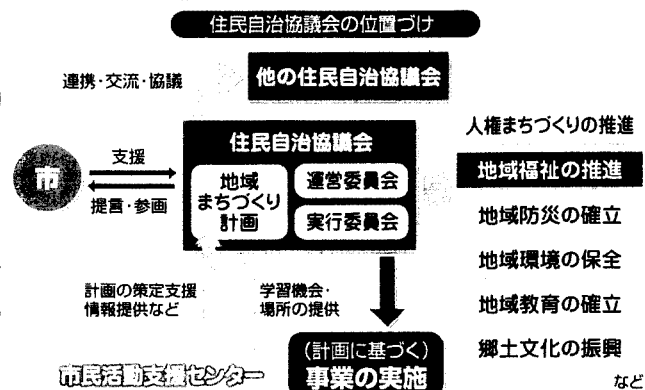 住民自治協議会の位置づけ
連携・交流・協議
他の住民自治協議会
人権まちづくりの推進
住民自治協議会
市
支援
提言・参画
地域
まちづくり
計画
運営委員会
実行委員会
地域福祉の推進
地域防災の確立
地域環境の保全
地域教育の確立
郷土文化の振興
など
計画の策定支援
情報提供など
学習機会・
場所の提供
市民活動支援センター
(計画に基づく)
事業の実施